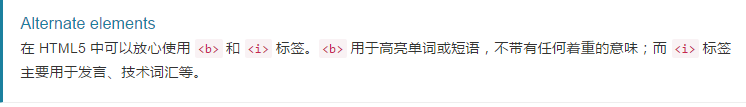 Alternate elements
在 HTML5 中可以放心使用 <b> 和 <i> 标签。<b> 用于高亮单词或短语，不带有任何着重的意味；而 <i> 标签
主要用于发言、技术词汇等。